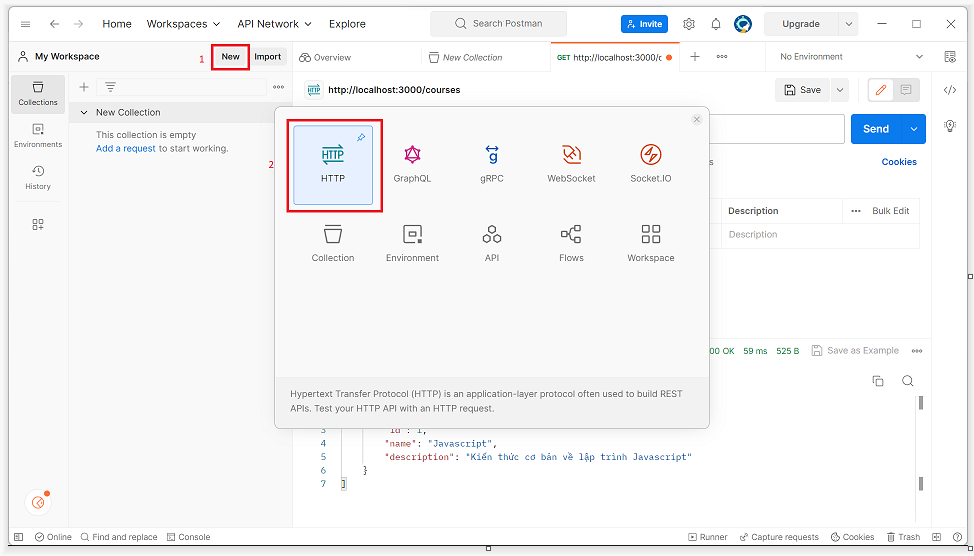 Home
Workspaces
API Network
Explore
Search Postman
Invite
Upgrade
My Workspace
1
New
Import
Overview
New Collection
GET http://localhost:3000/c
No Environment
Collections
Environments
History
New Collection
This collection is empty
Add a request to start working.
HTTP
http://localhost:3000/courses
Save
Send
Cookies
s
Description
Bulk Edit
Description
2
HTTP
HTTP
GraphQL
g
gRPC
WebSocket
Socket.IO
Collection
Environment
API
Flows
Workspace
Hypertext Transfer Protocol (HTTP) is an application-layer protocol often used to build REST
APIs. Test your HTTP API with an HTTP request.
00 OK 59 ms 525 B
Save as Example
3 "id": 1,
4 "name": "Javascript",
5 "description": "Kiến thức cơ bản về lập trình Javascript"
6 }
7 ]
Online
Find and replace
Console
Runner
Capture requests
Cookies
Trash